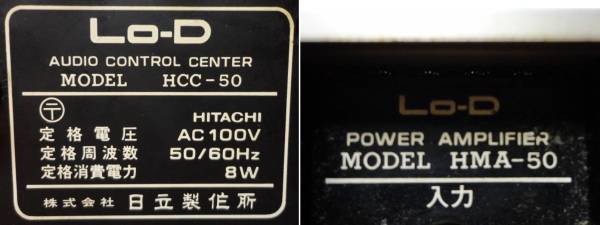 Lo-D
AUDIO CONTROL CENTER
MODEL HCC-50
〒 HITACHI
定格電圧 AC100V
定格周波数 50/60Hz
定格消費電力 8W
株式会社 日立製作所
Lo-D
POWER AMPLIFIER
MODEL HMA-50
入力